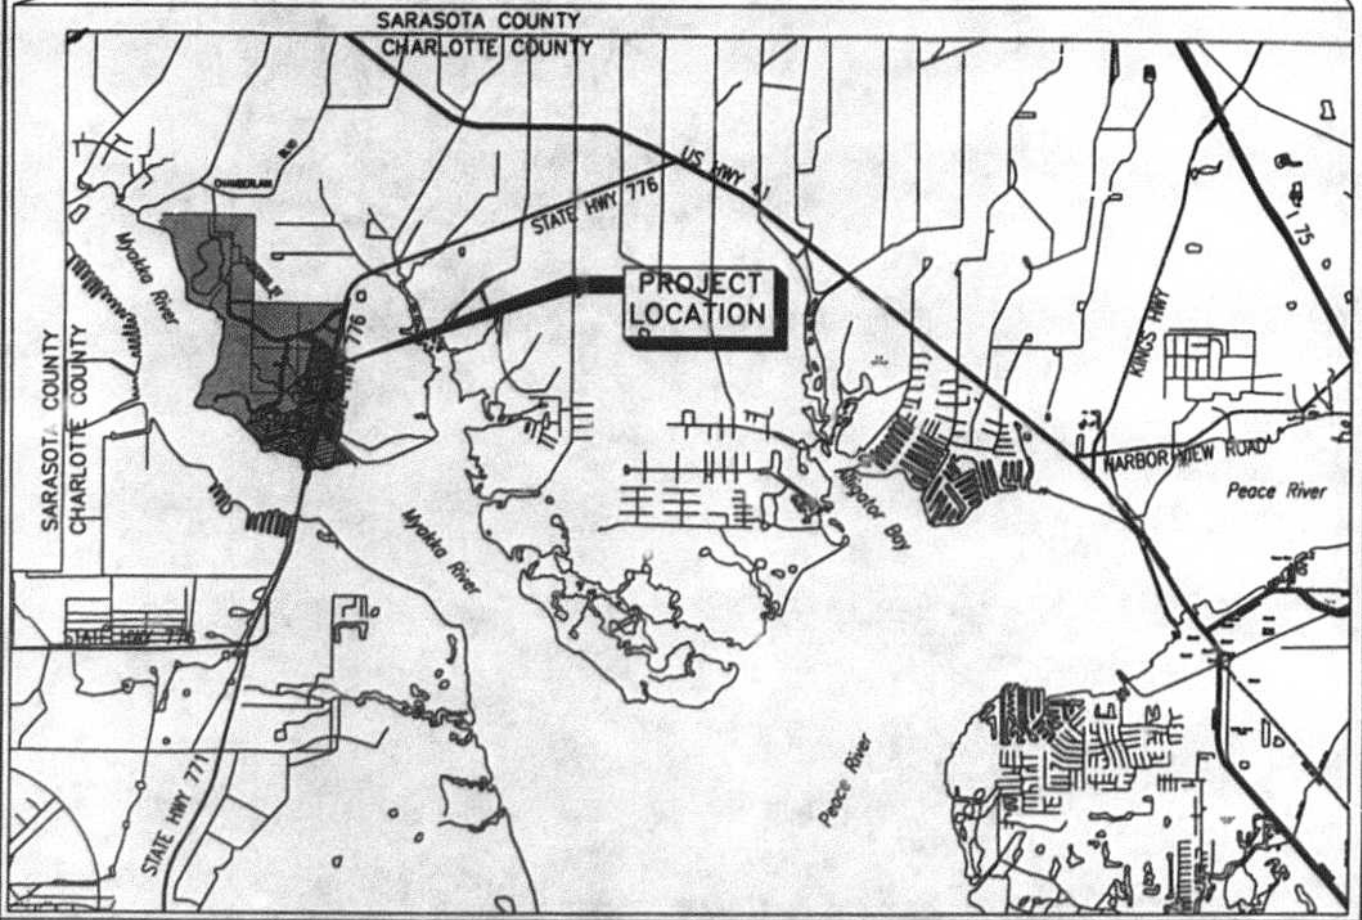 SARASOTA COUNTY
CHARLOTTE COUNTY
BLVD
CHAMBERLAIN
US HWY 41
STATE HWY 776
75
Myakka River
PROJECT
LOCATION
776
KINGS HWY
SARASOTA COUNTY
CHARLOTTE COUNTY
HARBOR VIEW ROAD
Peace River
Alligator Bay
Myakka River
STATE HWY 776
Peace River
STATE HWY 771